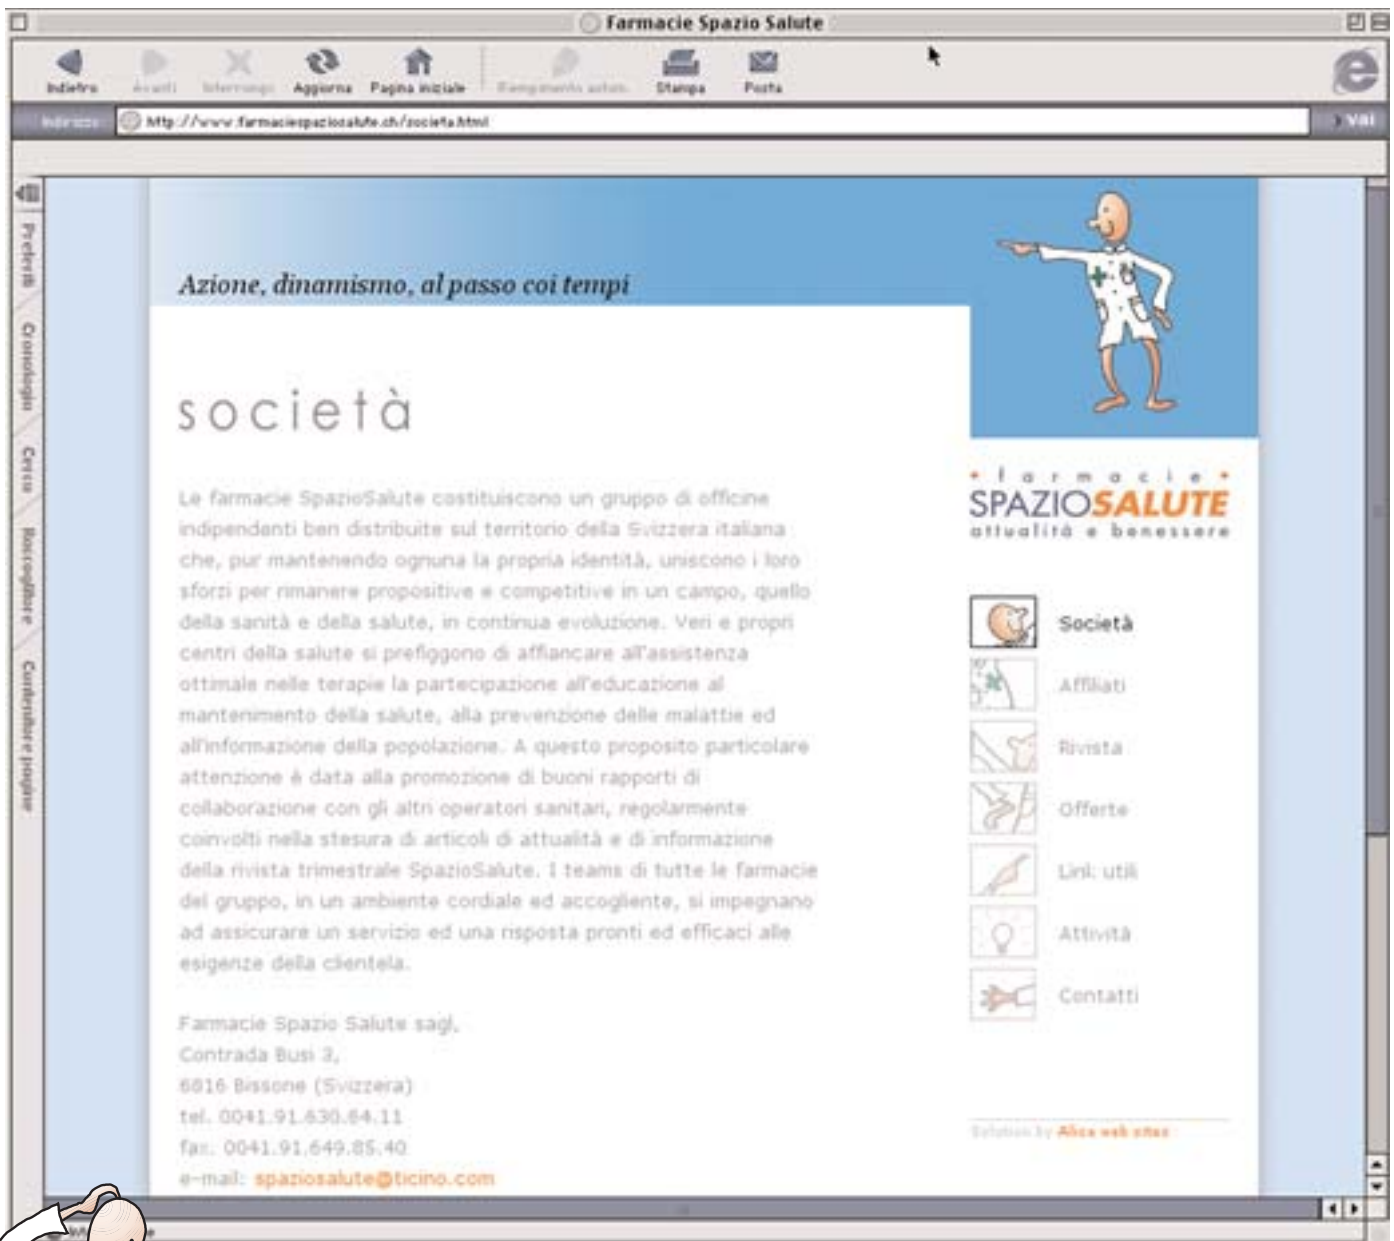 Farmacie Spazio Salute
Indietro Avanti Interrompi Aggiorna Pagina iniziale Riempimento autom. Stampa Posta
Indirizzo http://www.farmaciespaziosalute.ch/societa.html Vai
Preferiti
Cronologia
Cerca
Raccoglitore
Contenitore pagine
Azione, dinamismo, al passo coi tempi
società
Le farmacie SpazioSalute costituiscono un gruppo di officine
indipendenti ben distribuite sul territorio della Svizzera italiana
che, pur mantenendo ognuna la propria identità, uniscono i loro
sforzi per rimanere propositive e competitive in un campo, quello
della sanità e della salute, in continua evoluzione. Veri e propri
centri della salute si prefiggono di affiancare all'assistenza
ottimale nelle terapie la partecipazione all'educazione al
mantenimento della salute, alla prevenzione delle malattie ed
all'informazione della popolazione. A questo proposito particolare
attenzione è data alla promozione di buoni rapporti di
collaborazione con gli altri operatori sanitari, regolarmente
coinvolti nella stesura di articoli di attualità e di informazione
della rivista trimestrale SpazioSalute. I teams di tutte le farmacie
del gruppo, in un ambiente cordiale ed accogliente, si impegnano
ad assicurare un servizio ed una risposta pronti ed efficaci alle
esigenze della clientela.
Farmacie Spazio Salute sagl,
Contrada Busi 3,
6816 Bissone (Svizzera)
tel. 0041.91.630.64.11
fax. 0041.91.649.85.40
e-mail: spaziosalute@ticino.com
• farmacie •
SPAZIOSALUTE
attualità e benessere
Società
Affiliati
Rivista
Offerte
Link utili
Attività
Contatti
Solution by Alice web sites